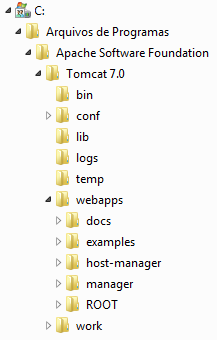 C:
Arquivos de Programas
Apache Software Foundation
Tomcat 7.0
bin
conf
lib
logs
temp
webapps
docs
examples
host-manager
manager
ROOT
work